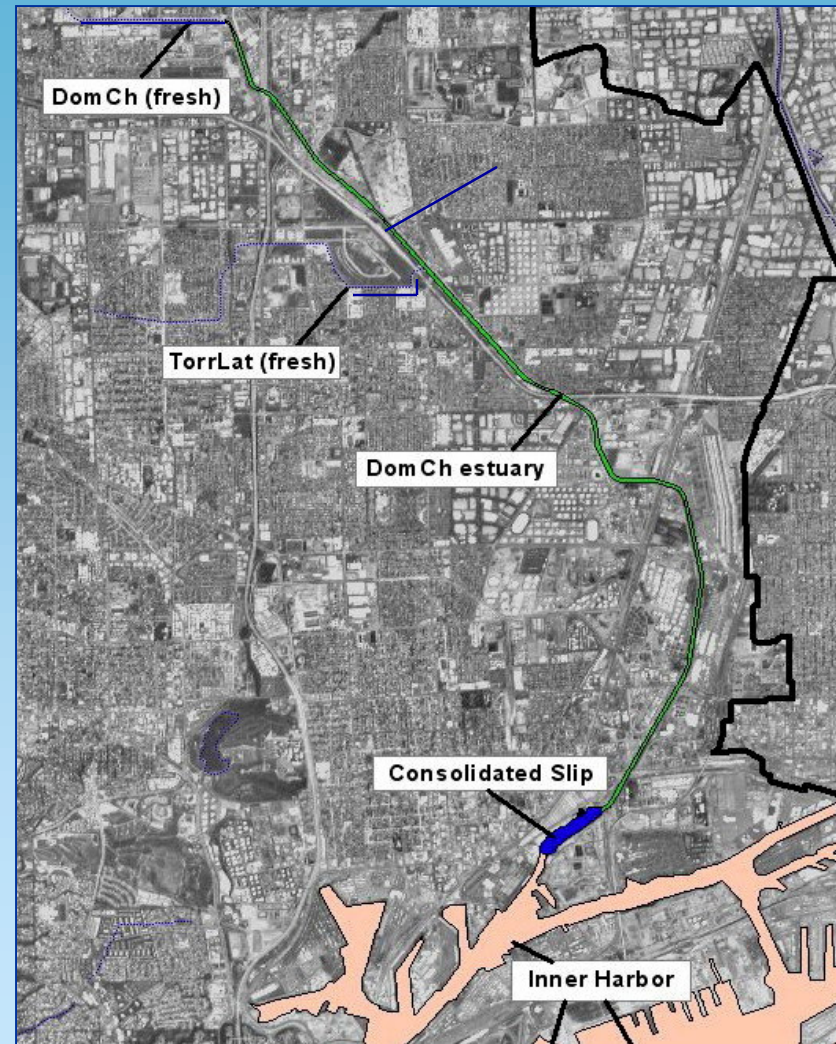 Dom Ch (fresh)
TorrLat (fresh)
Dom Ch estuary
Consolidated Slip
Inner Harbor